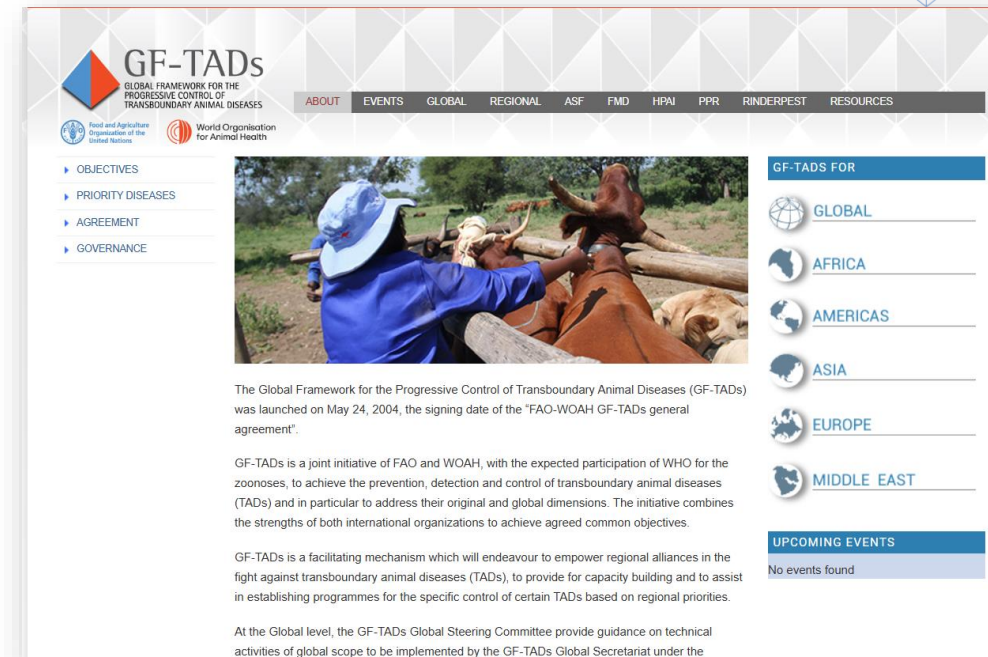 GF-TADs
GLOBAL FRAMEWORK FOR THE
PROGRESSIVE CONTROL OF
TRANSBOUNDARY ANIMAL DISEASES
Food and Agriculture
Organization of the
United Nations
World Organisation
for Animal Health
ABOUT EVENTS GLOBAL REGIONAL ASF FMD HPAI PPR RINDERPEST RESOURCES
OBJECTIVES
PRIORITY DISEASES
AGREEMENT
GOVERNANCE
The Global Framework for the Progressive Control of Transboundary Animal Diseases (GF-TADs)
was launched on May 24, 2004, the signing date of the “FAO-WOAH GF-TADs general
agreement”.
GF-TADs is a joint initiative of FAO and WOAH, with the expected participation of WHO for the
zoonoses, to achieve the prevention, detection and control of transboundary animal diseases
(TADs) and in particular to address their original and global dimensions. The initiative combines
the strengths of both international organizations to achieve agreed common objectives.
GF-TADs is a facilitating mechanism which will endeavour to empower regional alliances in the
fight against transboundary animal diseases (TADs), to provide for capacity building and to assist
in establishing programmes for the specific control of certain TADs based on regional priorities.
At the Global level, the GF-TADs Global Steering Committee provide guidance on technical
activities of global scope to be implemented by the GF-TADs Global Secretariat under the
GF-TADS FOR
GLOBAL
AFRICA
AMERICAS
ASIA
EUROPE
MIDDLE EAST
UPCOMING EVENTS
No events found